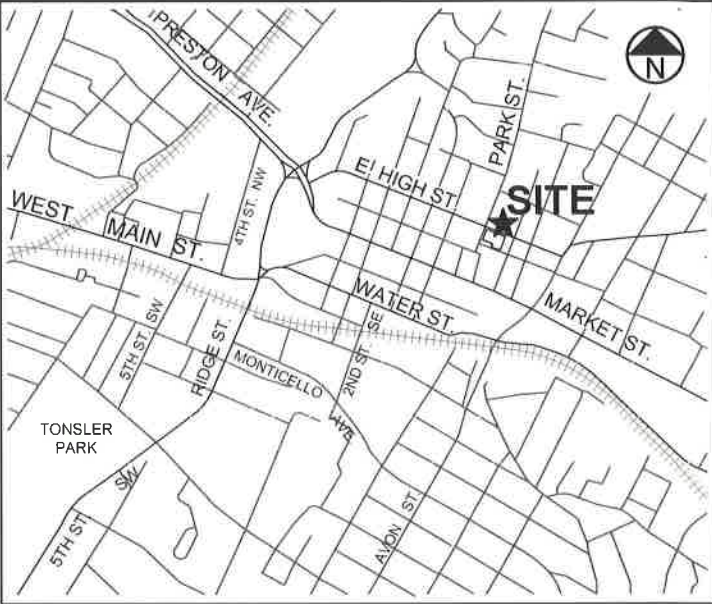 PRESTON AVE.
N
PARK ST.
E. HIGH ST.
SITE
4TH ST. NW
WEST MAIN ST.
WATER ST.
MARKET ST.
5TH ST. SW
RIDGE ST.
MONTICELLO AVE
2ND ST. SE
TONSLER
PARK
5TH ST. SW
AVON ST.